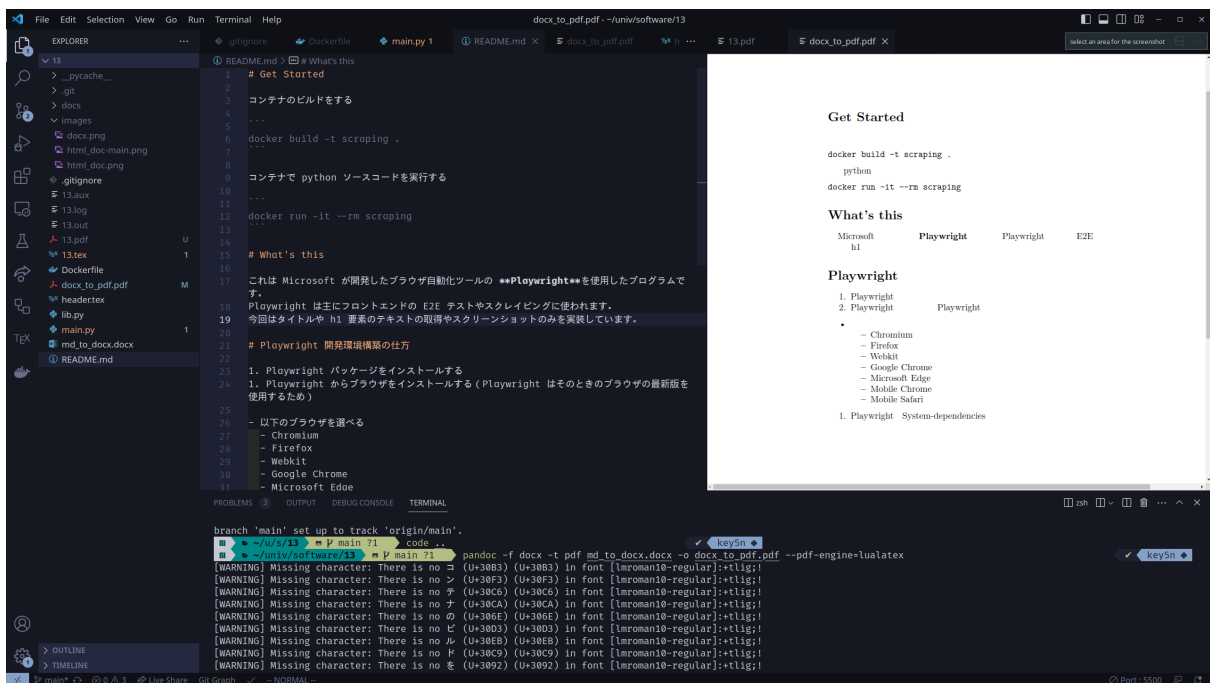 File Edit Selection View Go Run Terminal Help
docx_to_pdf.pdf - ~/univ/software/13
EXPLORER
.gitignore
Dockerfile
main.py 1
README.md
docx_to_pdf.pdf
13.pdf
docx_to_pdf.pdf
select an area for the screenshot
13
__pycache__
.git
docs
images
docx.png
html_doc-main.png
html_doc.png
.gitignore
13.aux
13.log
13.out
13.pdf U
13.tex 1
Dockerfile
docx_to_pdf.pdf M
header.tex
lib.py
main.py 1
md_to_docx.docx
README.md
OUTLINE
TIMELINE
README.md > # What's this
1 # Get Started
2
3 コンテナのビルドをする
4
5 ```
6 docker build -t scraping .
7 ```
8
9 コンテナで python ソースコードを実行する
10
11 ```
12 docker run -it --rm scraping
13 ```
14
15 # What's this
16
17 これは Microsoft が開発したブラウザ自動化ツールの **Playwright**を使用したプログラムで
す。
18 Playwright は主にフロントエンドの E2E テストやスクレイピングに使われます。
19 今回はタイトルや h1 要素のテキストの取得やスクリーンショットのみを実装しています。
20
21 # Playwright 開発環境構築の仕方
22
23 1. Playwright パッケージをインストールする
24 1. Playwright からブラウザをインストールする(Playwright はそのときのブラウザの最新版を
使用するため)
25
26 - 以下のブラウザを選べる
27 - Chromium
28 - Firefox
29 - Webkit
30 - Google Chrome
31 - Microsoft Edge
Get Started
docker build -t scraping .
python
docker run -it --rm scraping
What's this
Microsoft Playwright Playwright E2E
h1
Playwright
1. Playwright
2. Playwright Playwright
•
– Chromium
– Firefox
– Webkit
– Google Chrome
– Microsoft Edge
– Mobile Chrome
– Mobile Safari
1. Playwright System-dependencies
PROBLEMS 3 OUTPUT DEBUG CONSOLE TERMINAL
zsh
branch 'main' set up to track 'origin/main'.
~/u/s/13 main ?1 code .. ✓ key5n
~/univ/software/13 main ?1 pandoc -f docx -t pdf md_to_docx.docx -o docx_to_pdf.pdf --pdf-engine=lualatex ✓ key5n
[WARNING] Missing character: There is no コ (U+30B3) (U+30B3) in font [lmroman10-regular]:+tlig;!
[WARNING] Missing character: There is no ン (U+30F3) (U+30F3) in font [lmroman10-regular]:+tlig;!
[WARNING] Missing character: There is no テ (U+30C6) (U+30C6) in font [lmroman10-regular]:+tlig;!
[WARNING] Missing character: There is no ナ (U+30CA) (U+30CA) in font [lmroman10-regular]:+tlig;!
[WARNING] Missing character: There is no の (U+306E) (U+306E) in font [lmroman10-regular]:+tlig;!
[WARNING] Missing character: There is no ビ (U+30D3) (U+30D3) in font [lmroman10-regular]:+tlig;!
[WARNING] Missing character: There is no ル (U+30EB) (U+30EB) in font [lmroman10-regular]:+tlig;!
[WARNING] Missing character: There is no ド (U+30C9) (U+30C9) in font [lmroman10-regular]:+tlig;!
[WARNING] Missing character: There is no を (U+3092) (U+3092) in font [lmroman10-regular]:+tlig;!
main* 0 3 Live Share Git Graph -- NORMAL -- Port : 5500